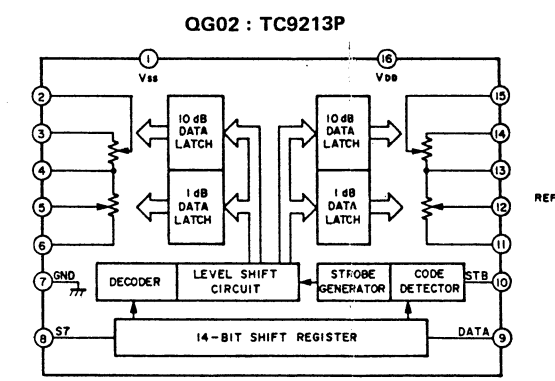 QG02 : TC9213P
1
16
Vss
VDD
2
15
3
10 dB
DATA
LATCH
10 dB
DATA
LATCH
14
4
13
5
1 dB
DATA
LATCH
1 dB
DATA
LATCH
12
REF
6
11
7
GND
DECODER
LEVEL SHIFT
CIRCUIT
STROBE
GENERATOR
CODE
DETECTOR
STB
10
8
S7
14-BIT SHIFT REGISTER
DATA
9